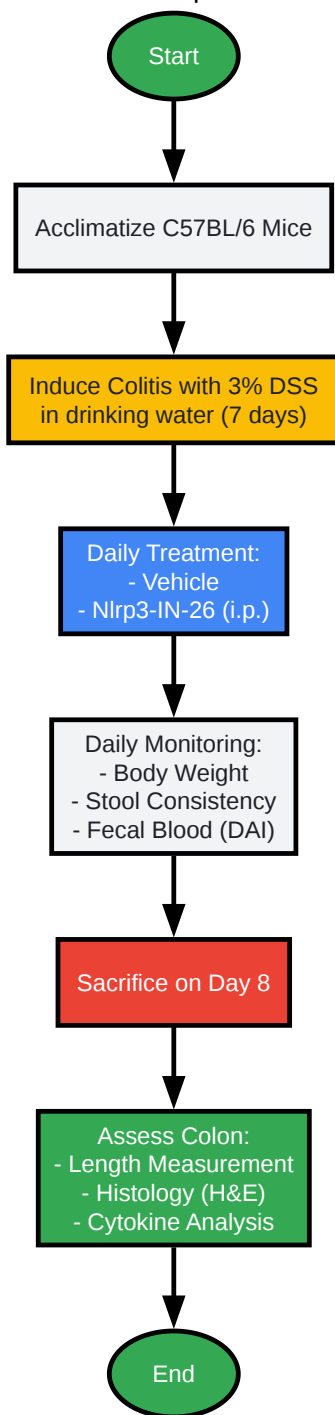 Start
Acclimatize C57BL/6 Mice
Induce Colitis with 3% DSS
in drinking water (7 days)
Daily Treatment:
- Vehicle
- Nlrp3-IN-26 (i.p.)
Daily Monitoring:
- Body Weight
- Stool Consistency
- Fecal Blood (DAI)
Sacrifice on Day 8
Assess Colon:
- Length Measurement
- Histology (H&E)
- Cytokine Analysis
End